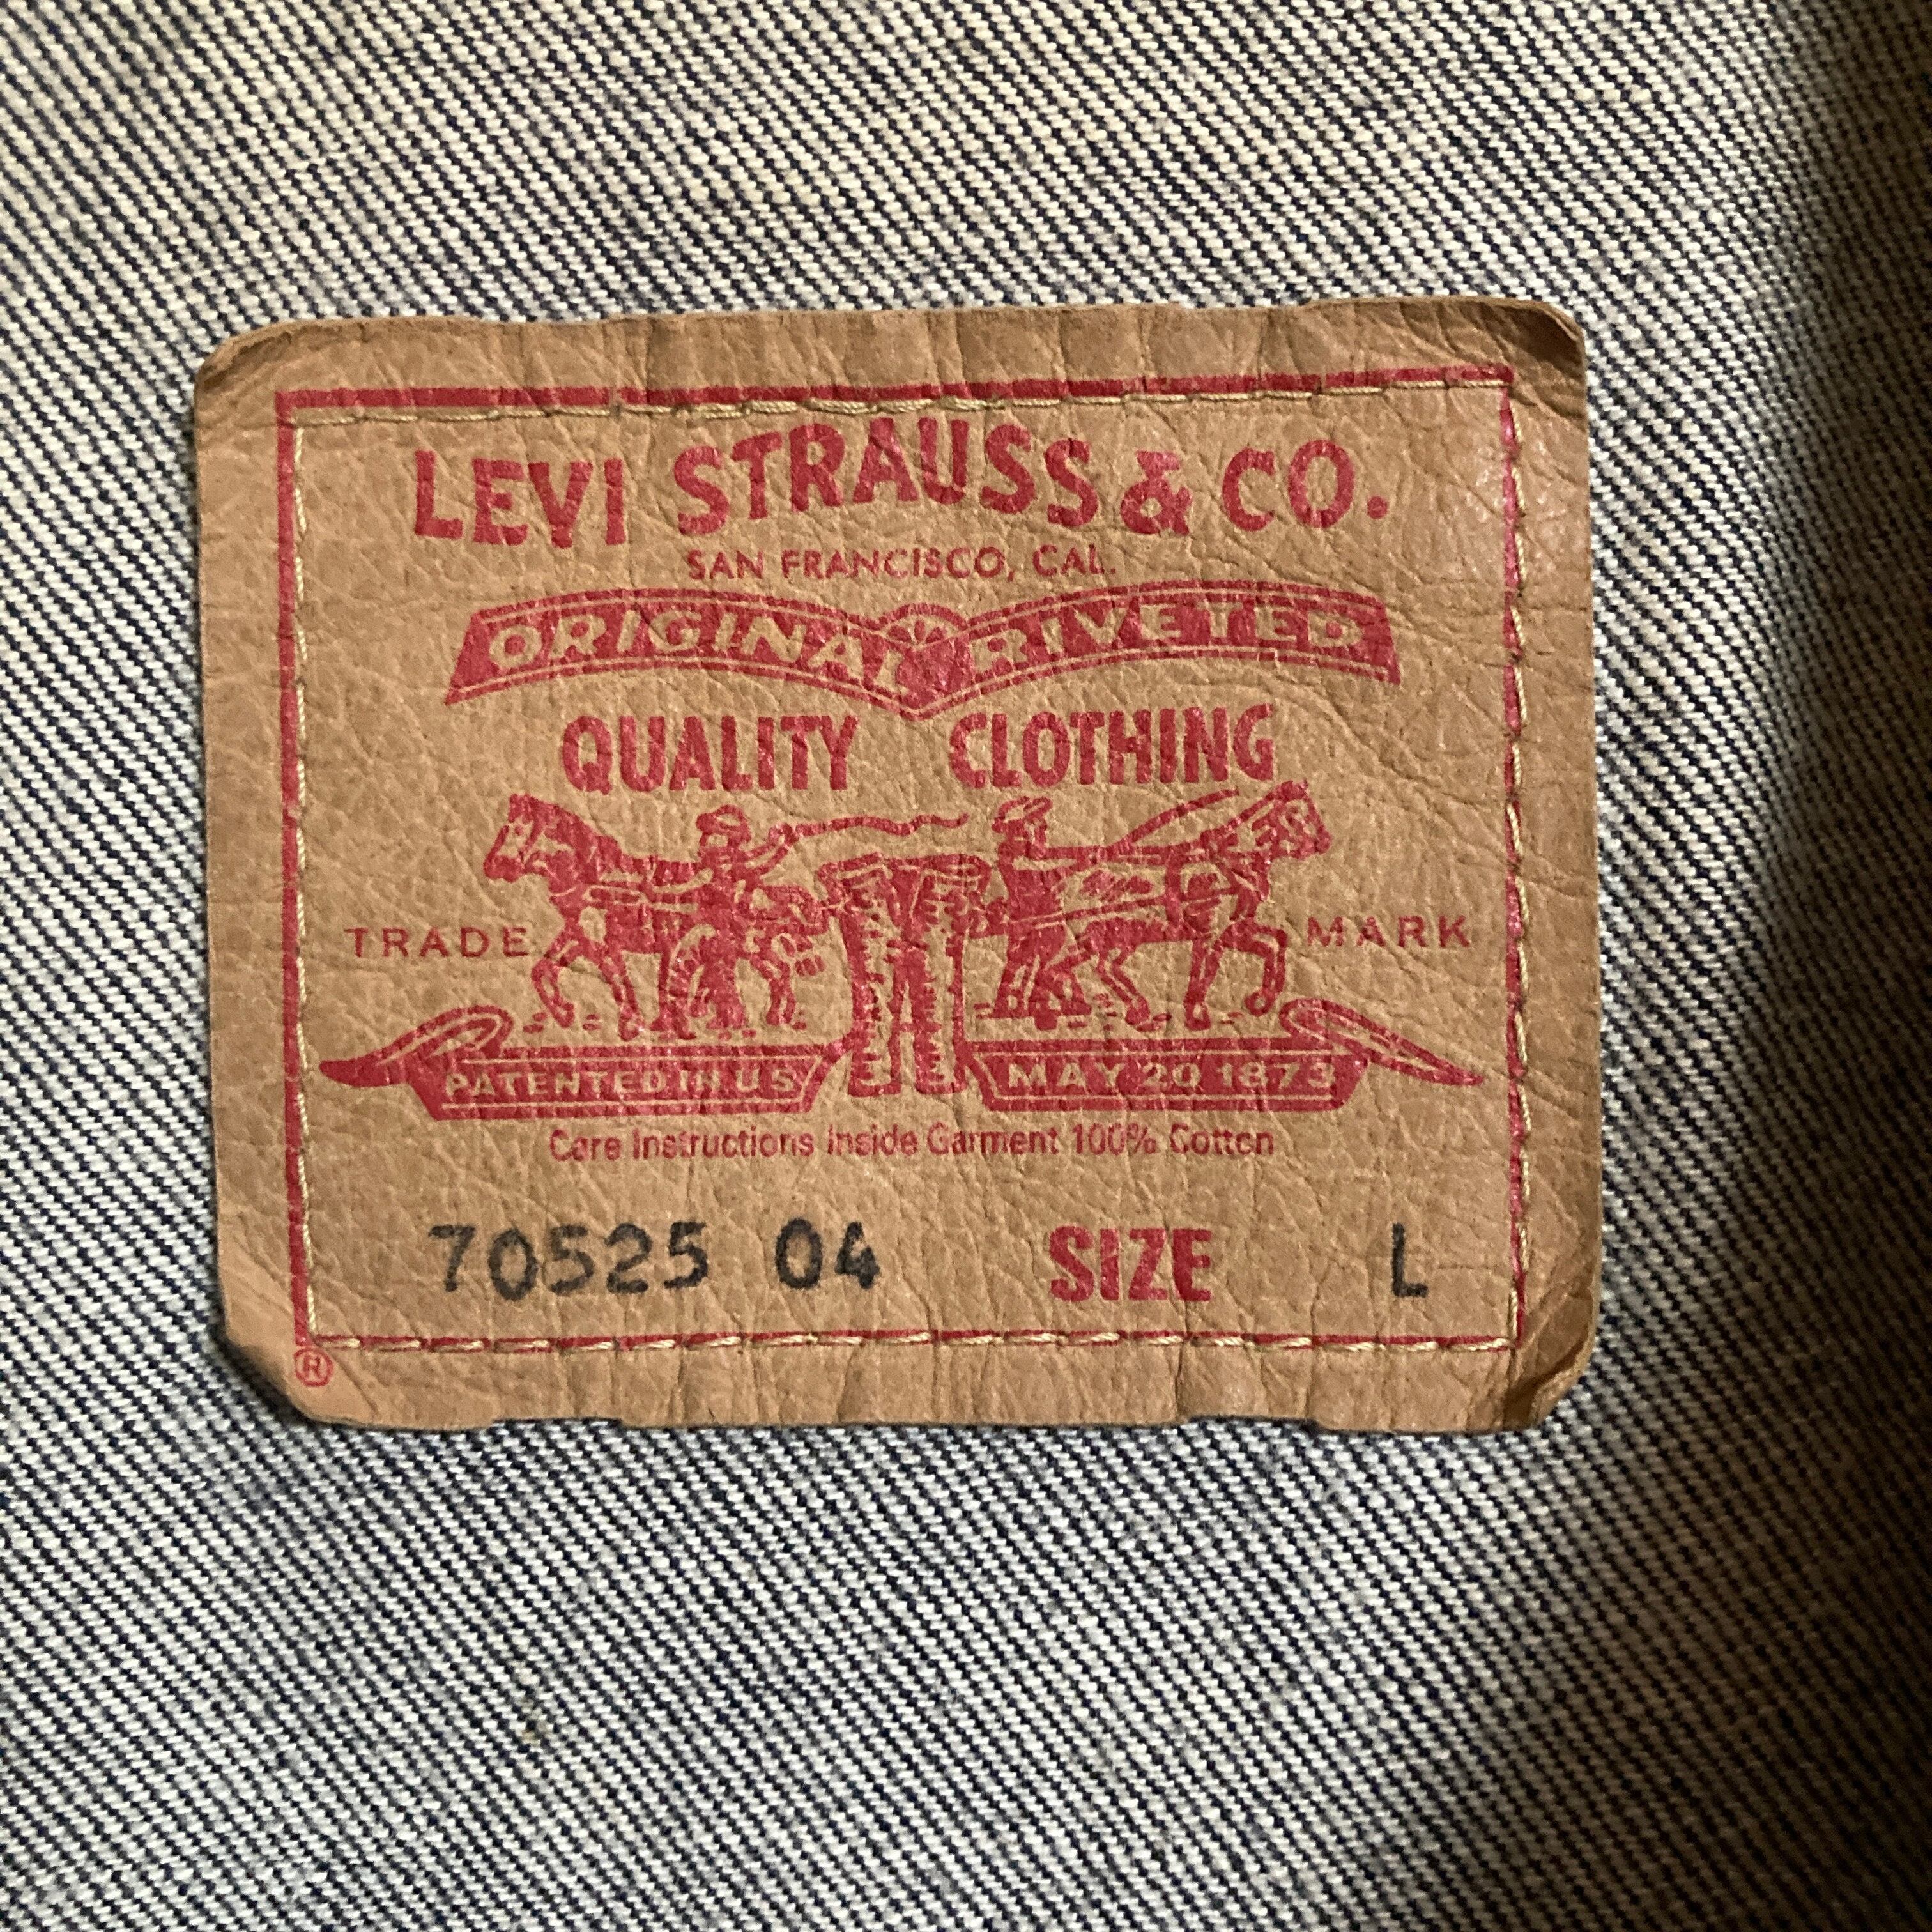 LEVI STRAUSS & CO.
SAN FRANCISCO, CAL.
ORIGINAL RIVETED
QUALITY CLOTHING
TRADE MARK
PATENTED IN U S MAY 20 1873
Care Instructions Inside Garment 100% Cotton
70525 04 SIZE L
®